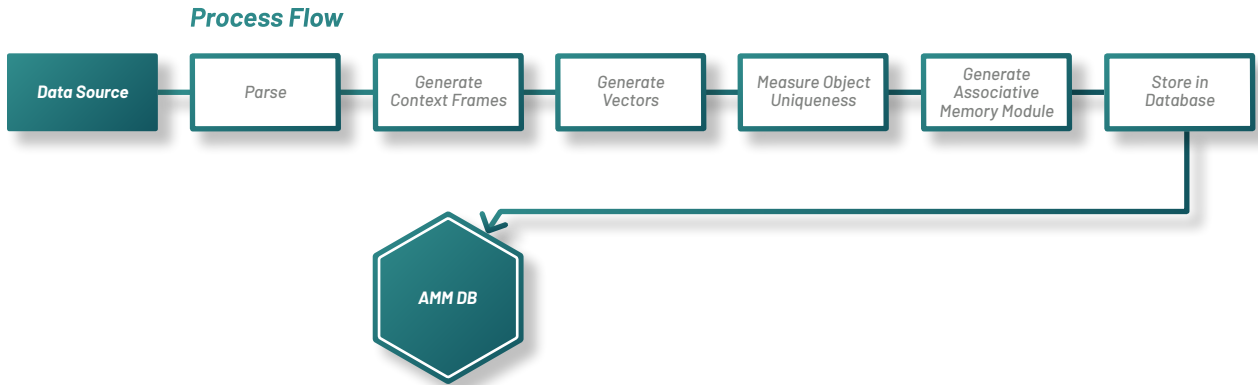 Process Flow
Data Source
Parse
Generate
Context Frames
Generate
Vectors
Measure Object
Uniqueness
Generate
Associative
Memory Module
Store in
Database
AMM DB